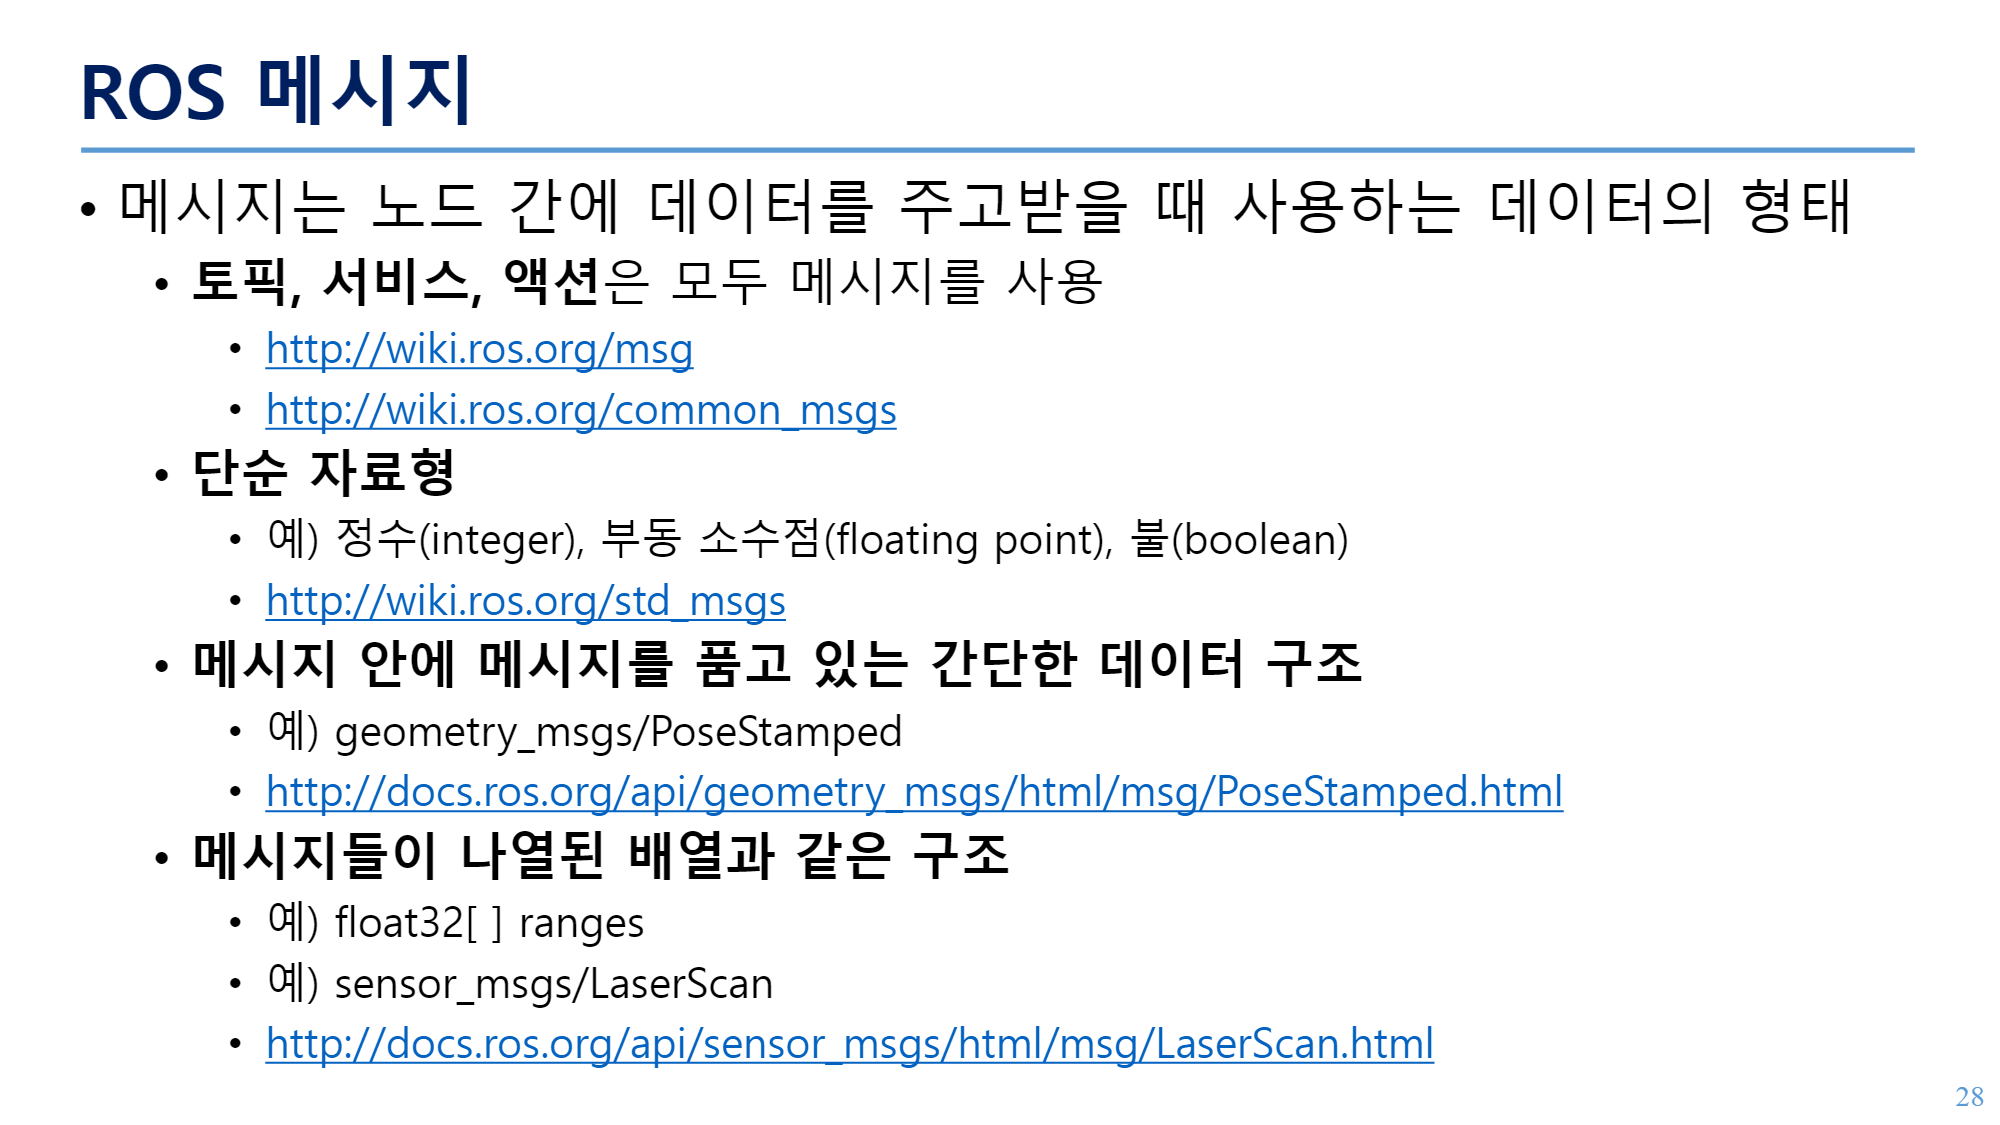 ROS 메시지
• 메시지는 노드 간에 데이터를 주고받을 때 사용하는 데이터의 형태
• 토픽, 서비스, 액션은 모두 메시지를 사용
• http://wiki.ros.org/msg
• http://wiki.ros.org/common_msgs
• 단순 자료형
• 예) 정수(integer), 부동 소수점(floating point), 불(boolean)
• http://wiki.ros.org/std_msgs
• 메시지 안에 메시지를 품고 있는 간단한 데이터 구조
• 예) geometry_msgs/PoseStamped
• http://docs.ros.org/api/geometry_msgs/html/msg/PoseStamped.html
• 메시지들이 나열된 배열과 같은 구조
• 예) float32[ ] ranges
• 예) sensor_msgs/LaserScan
• http://docs.ros.org/api/sensor_msgs/html/msg/LaserScan.html
28